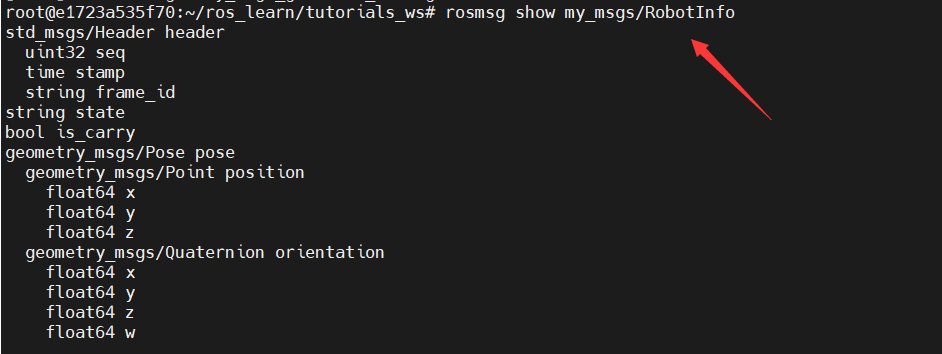 root@e1723a535f70:~/ros_learn/tutorials_ws# rosmsg show my_msgs/RobotInfo
std_msgs/Header header
  uint32 seq
  time stamp
  string frame_id
string state
bool is_carry
geometry_msgs/Pose pose
  geometry_msgs/Point position
    float64 x
    float64 y
    float64 z
  geometry_msgs/Quaternion orientation
    float64 x
    float64 y
    float64 z
    float64 w